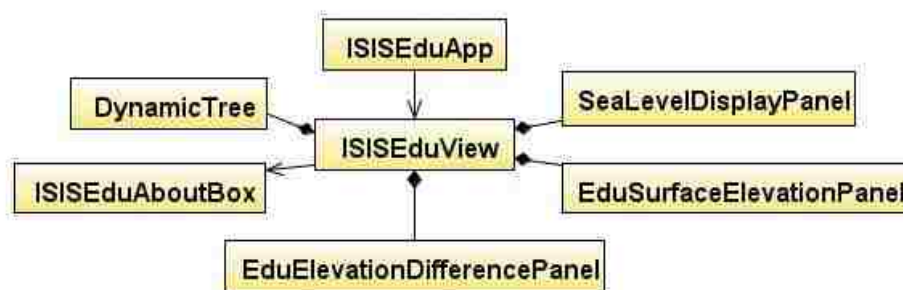 ISISEduApp
DynamicTree
SeaLevelDisplayPanel
ISISEduView
ISISEduAboutBox
EduSurfaceElevationPanel
EduElevationDifferencePanel